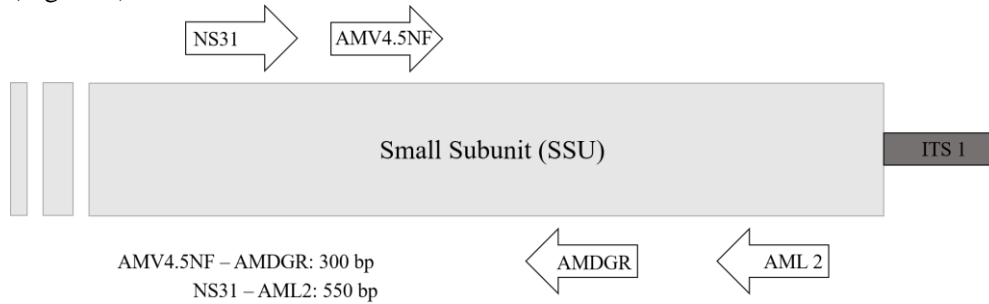 NS31
AMV4.5NF
Small Subunit (SSU)
ITS 1
AMV4.5NF – AMDGR: 300 bp
NS31 – AML2: 550 bp
AMDGR
AML 2